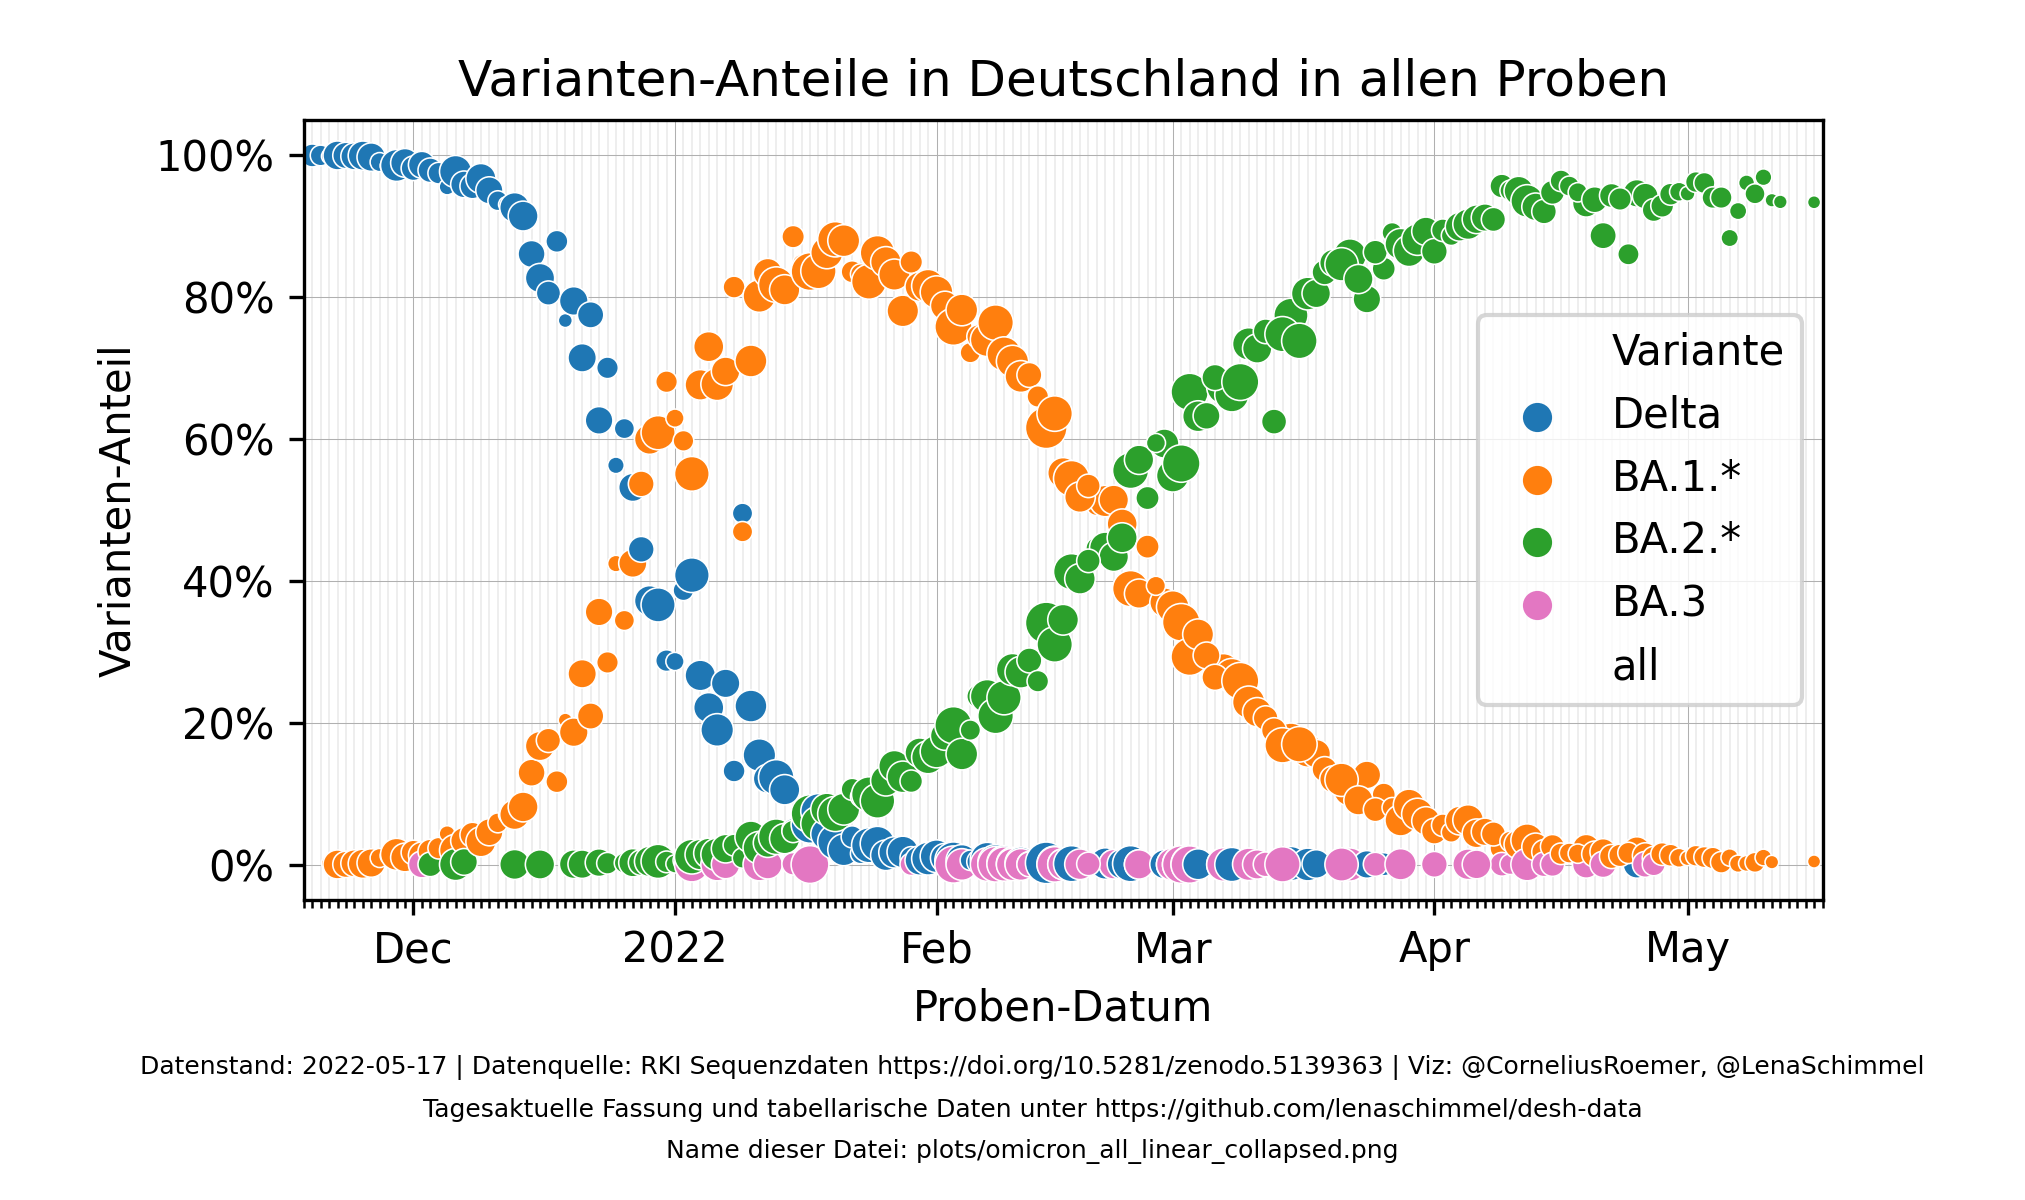 Varianten-Anteile in Deutschland in allen Proben
100%
80%
60%
40%
20%
0%
Varianten-Anteil
Variante
Delta
BA.1.*
BA.2.*
BA.3
all
Dec 2022 Feb Mar Apr May
Proben-Datum
Datenstand: 2022-05-17 | Datenquelle: RKI Sequenzdaten https://doi.org/10.5281/zenodo.5139363 | Viz: @CorneliusRoemer, @LenaSchimmel
Tagesaktuelle Fassung und tabellarische Daten unter https://github.com/lenaschimmel/desh-data
Name dieser Datei: plots/omicron_all_linear_collapsed.png